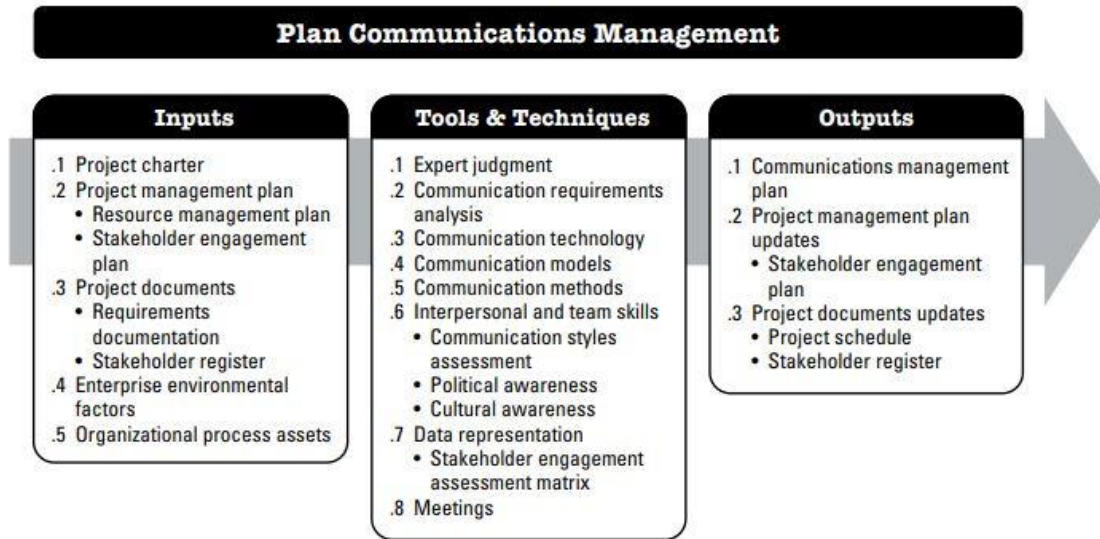 Plan Communications Management
Inputs
.1 Project charter
.2 Project management plan
• Resource management plan
• Stakeholder engagement
plan
.3 Project documents
• Requirements
documentation
• Stakeholder register
.4 Enterprise environmental
factors
.5 Organizational process assets
Tools & Techniques
.1 Expert judgment
.2 Communication requirements
analysis
.3 Communication technology
.4 Communication models
.5 Communication methods
.6 Interpersonal and team skills
• Communication styles
assessment
• Political awareness
• Cultural awareness
.7 Data representation
• Stakeholder engagement
assessment matrix
.8 Meetings
Outputs
.1 Communications management
plan
.2 Project management plan
updates
• Stakeholder engagement
plan
.3 Project documents updates
• Project schedule
• Stakeholder register